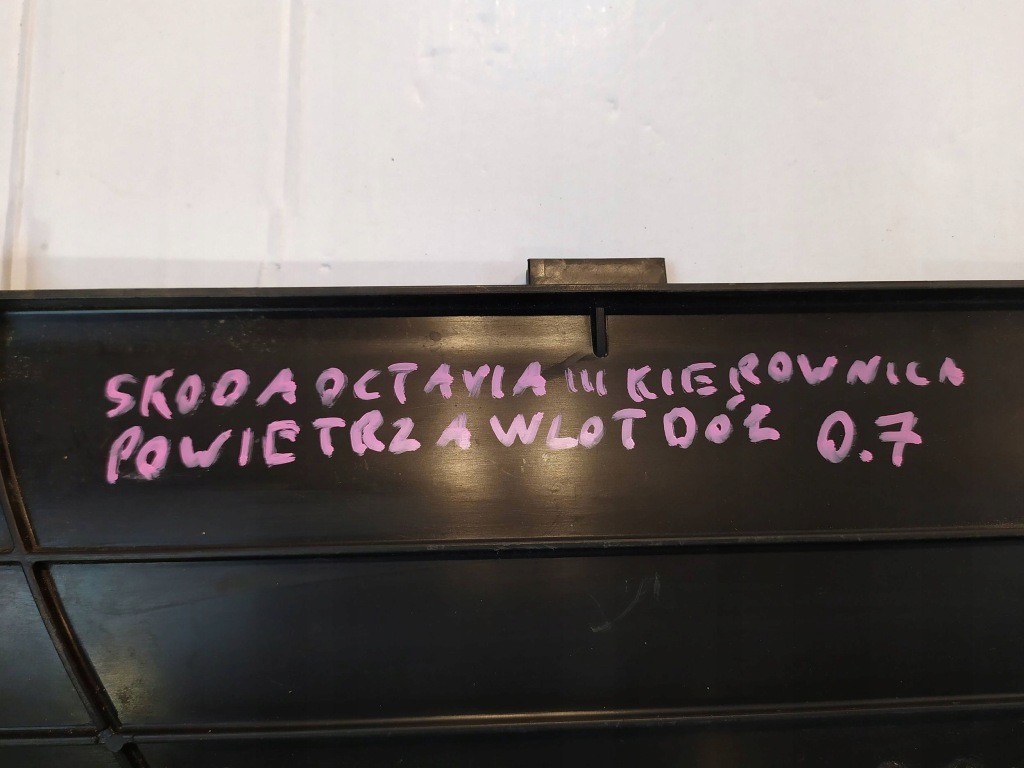 SKODA OCTAVIA III KIEROWNICA
POWIETRZA WLOT DÓŁ 0.7